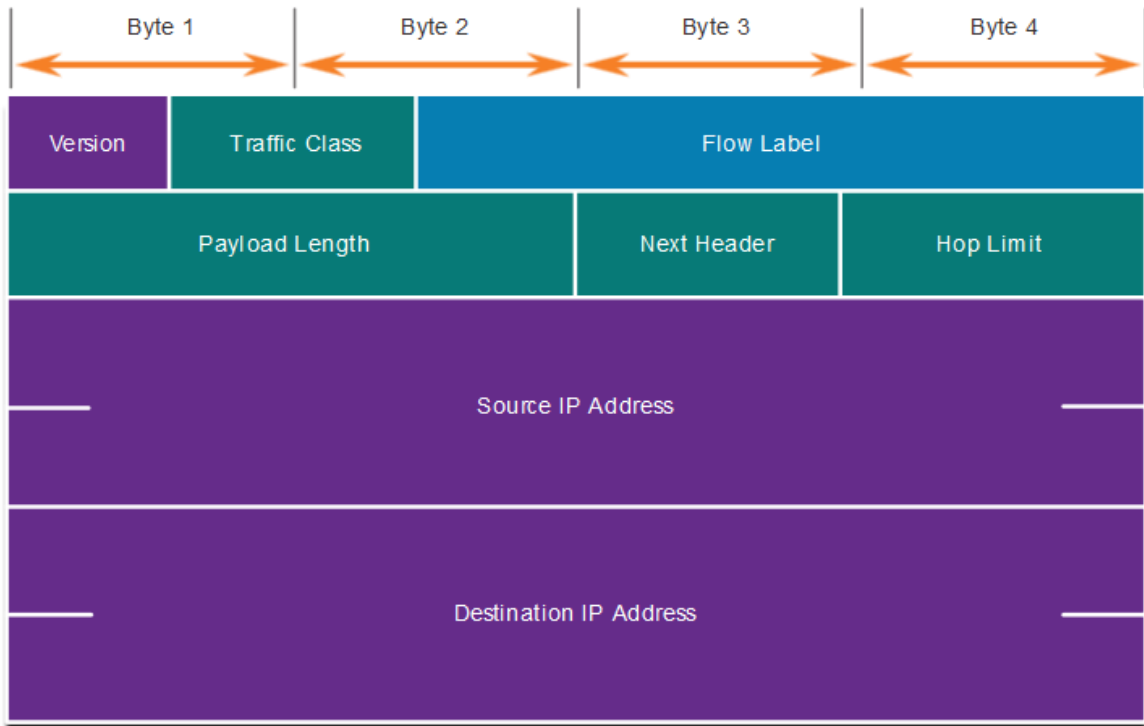 Byte 1 Byte 2 Byte 3 Byte 4
Version Traffic Class Flow Label
Payload Length Next Header Hop Limit
Source IP Address
Destination IP Address